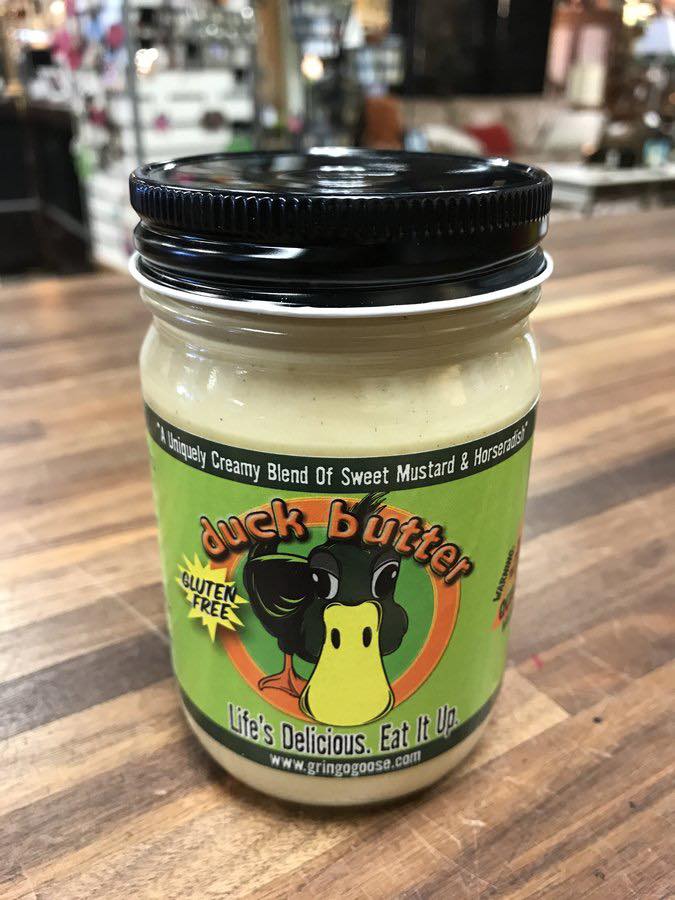 "A Uniquely Creamy Blend Of Sweet Mustard & Horseradish"
duck butter
GLUTEN
FREE
WARNING:
Life's Delicious. Eat It Up.
www.gringogoose.com